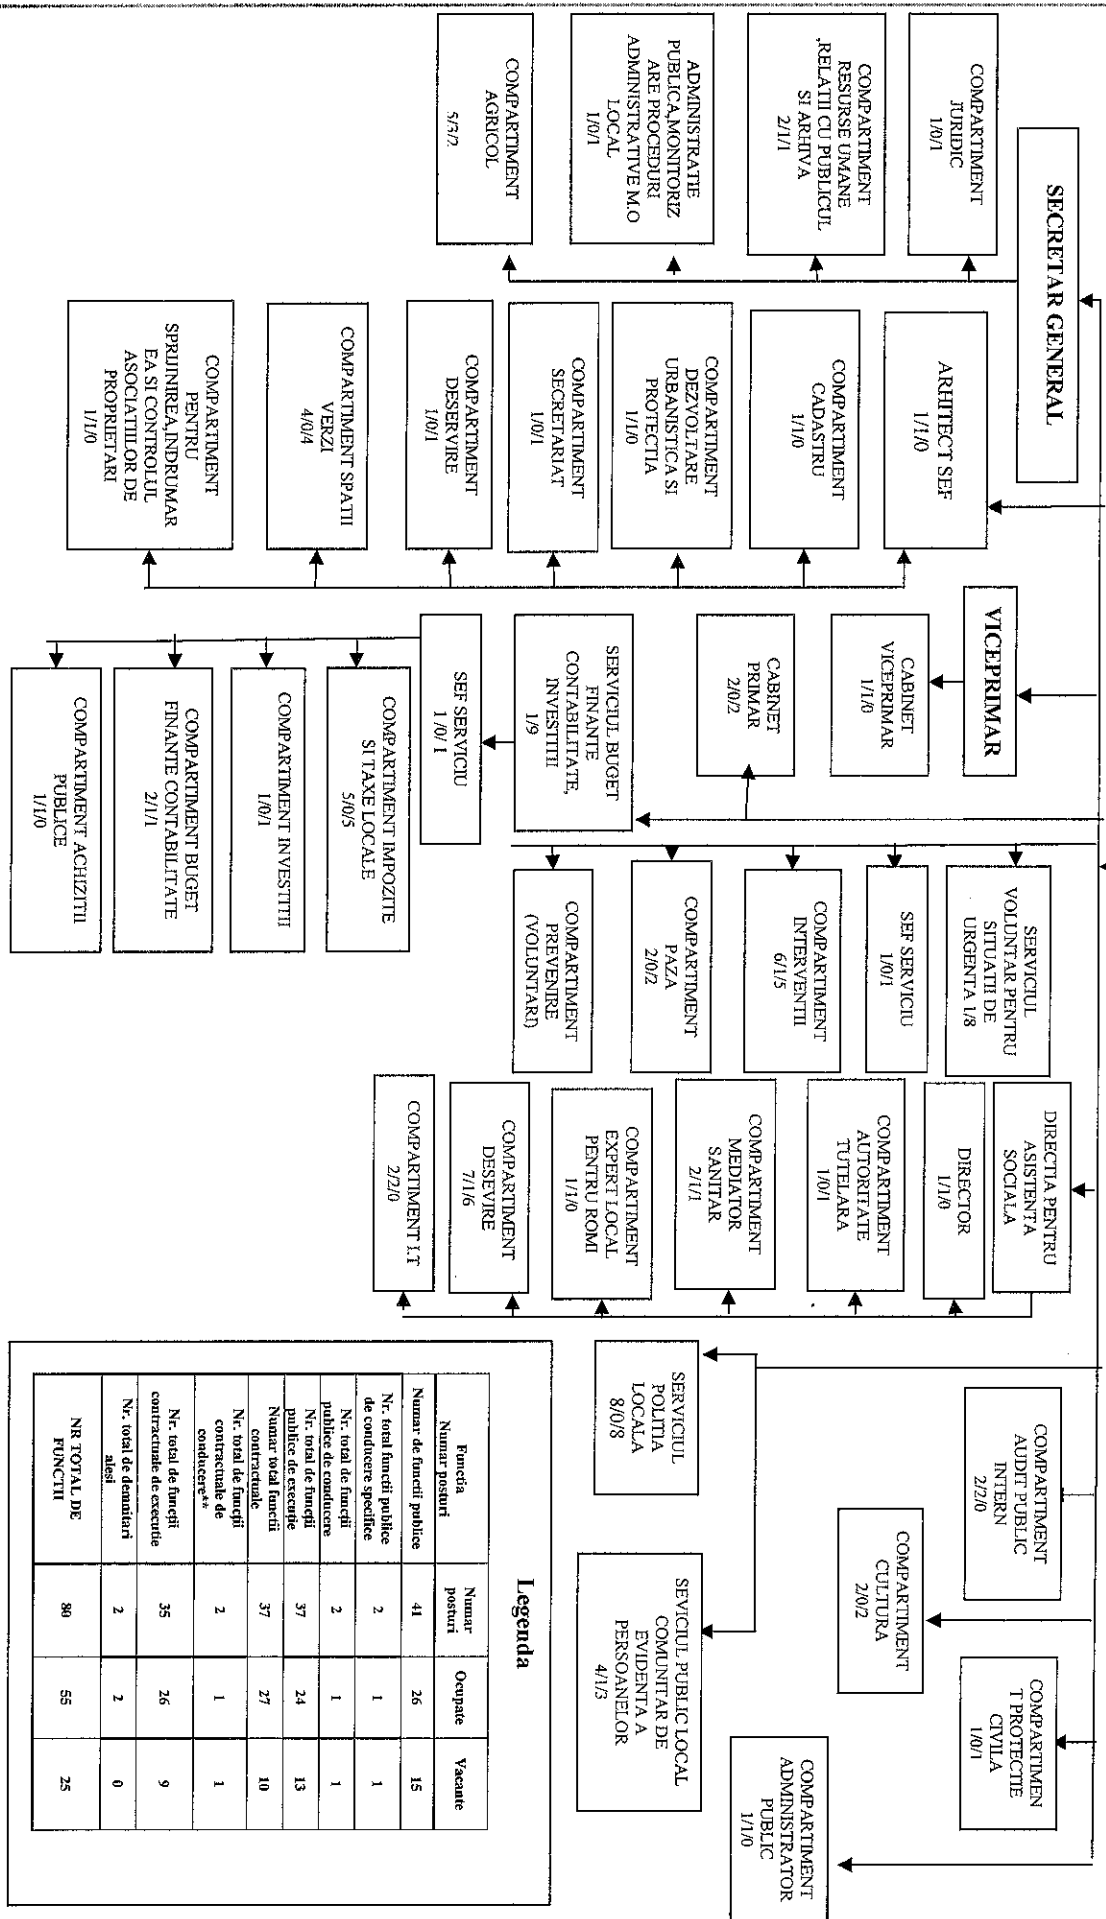 SECRETAR GENERAL
COMPARTIMENT
JURIDIC
1/0/1
COMPARTIMENT
RESURSE UMANE
,RELATII CU PUBLICUL
SI ARHIVA
2/1/1
ADMINISTRATIE
PUBLICA,MONITORIZ
ARE PROCEDURI
ADMINISTRATIVE M.O
LOCAL
1/0/1
COMPARTIMENT
AGRICOL
5/3/2
ARHITECT SEF
1/1/0
COMPARTIMENT
CADASTRU
1/1/0
COMPARTIMENT
DEZVOLTARE
URBANISTICA SI
PROTECTIA
1/1/0
COMPARTIMENT
SECRETARIAT
1/0/1
COMPARTIMENT
DESERVIRE
1/0/1
COMPARTIMENT SPATII
VERZI
4/0/4
COMPARTIMENT
PENTRU
SPRIJINIREA,INDRUMAR
EA SI CONTROLUL
ASOCIATIILOR DE
PROPRIETARI
1/1/0
VICEPRIMAR
CABINET
VICEPRIMAR
1/1/0
CABINET
PRIMAR
2/0/2
SERVICIUL BUGET
FINANTE
CONTABILITATE,
INVESTITII
1/9
SEF SERVICIU
1 /0/ 1
COMPARTIMENT IMPOZITE
SI TAXE LOCALE
5/0/5
COMPARTIMENT INVESTITII
1/0/1
COMPARTIMENT BUGET
FINANTE CONTABILITATE
2/1/1
COMPARTIMENT ACHIZITII
PUBLICE
1/1/0
SERVICIUL
VOLUNTAR PENTRU
SITUATII DE
URGENTA 1/8
SEF SERVICIU
1/0/1
COMPARTIMENT
INTERVENTII
6/1/5
COMPARTIMENT
PAZA
2/0/2
COMPARTIMENT
PREVENIRE
(VOLUNTARI)
DIRECTIA PENTRU
ASISTENTA
SOCIALA
DIRECTOR
1/1/0
COMPARTIMENT
AUTORITATE
TUTELARA
1/0/1
COMPARTIMENT
MEDIATOR
SANITAR
2/1/1
COMPARTIMENT
EXPERT LOCAL
PENTRU ROMI
1/1/0
COMPARTIMENT
DESEVIRE
7/1/6
COMPARTIMENT I.T
2/2/0
SERVICIUL
POLITIA
LOCALA
8/0/8
COMPARTIMENT
AUDIT PUBLIC
INTERN
2/2/0
COMPARTIMENT
CULTURA
2/0/2
SEVICIUL PUBLIC LOCAL
COMUNITAR DE
EVIDENTA A
PERSOANELOR
4/1/3
COMPARTIMEN
T PROTECTIE
CIVILA
1/0/1
COMPARTIMENT
ADMINISTRATOR
PUBLIC
1/1/0
Legenda
Functia
Numar posturi
Numar
posturi
Ocupate
Vacante
Numar de functii publice
41
26
15
Nr. total functii publice
de conducere specifice
2
1
1
Nr. total de funcţii
publice de conducere
2
1
1
Nr. total de funcţii
publice de execuţie
37
24
13
Numar total functii
contractuale
37
27
10
Nr. total de funcţii
contractuale de
conducere**
2
1
1
Nr. total de funcţii
contractuale de executie
35
26
9
Nr. total de demnitari
alesi
2
2
0
NR TOTAL DE
FUNCTII
80
55
25